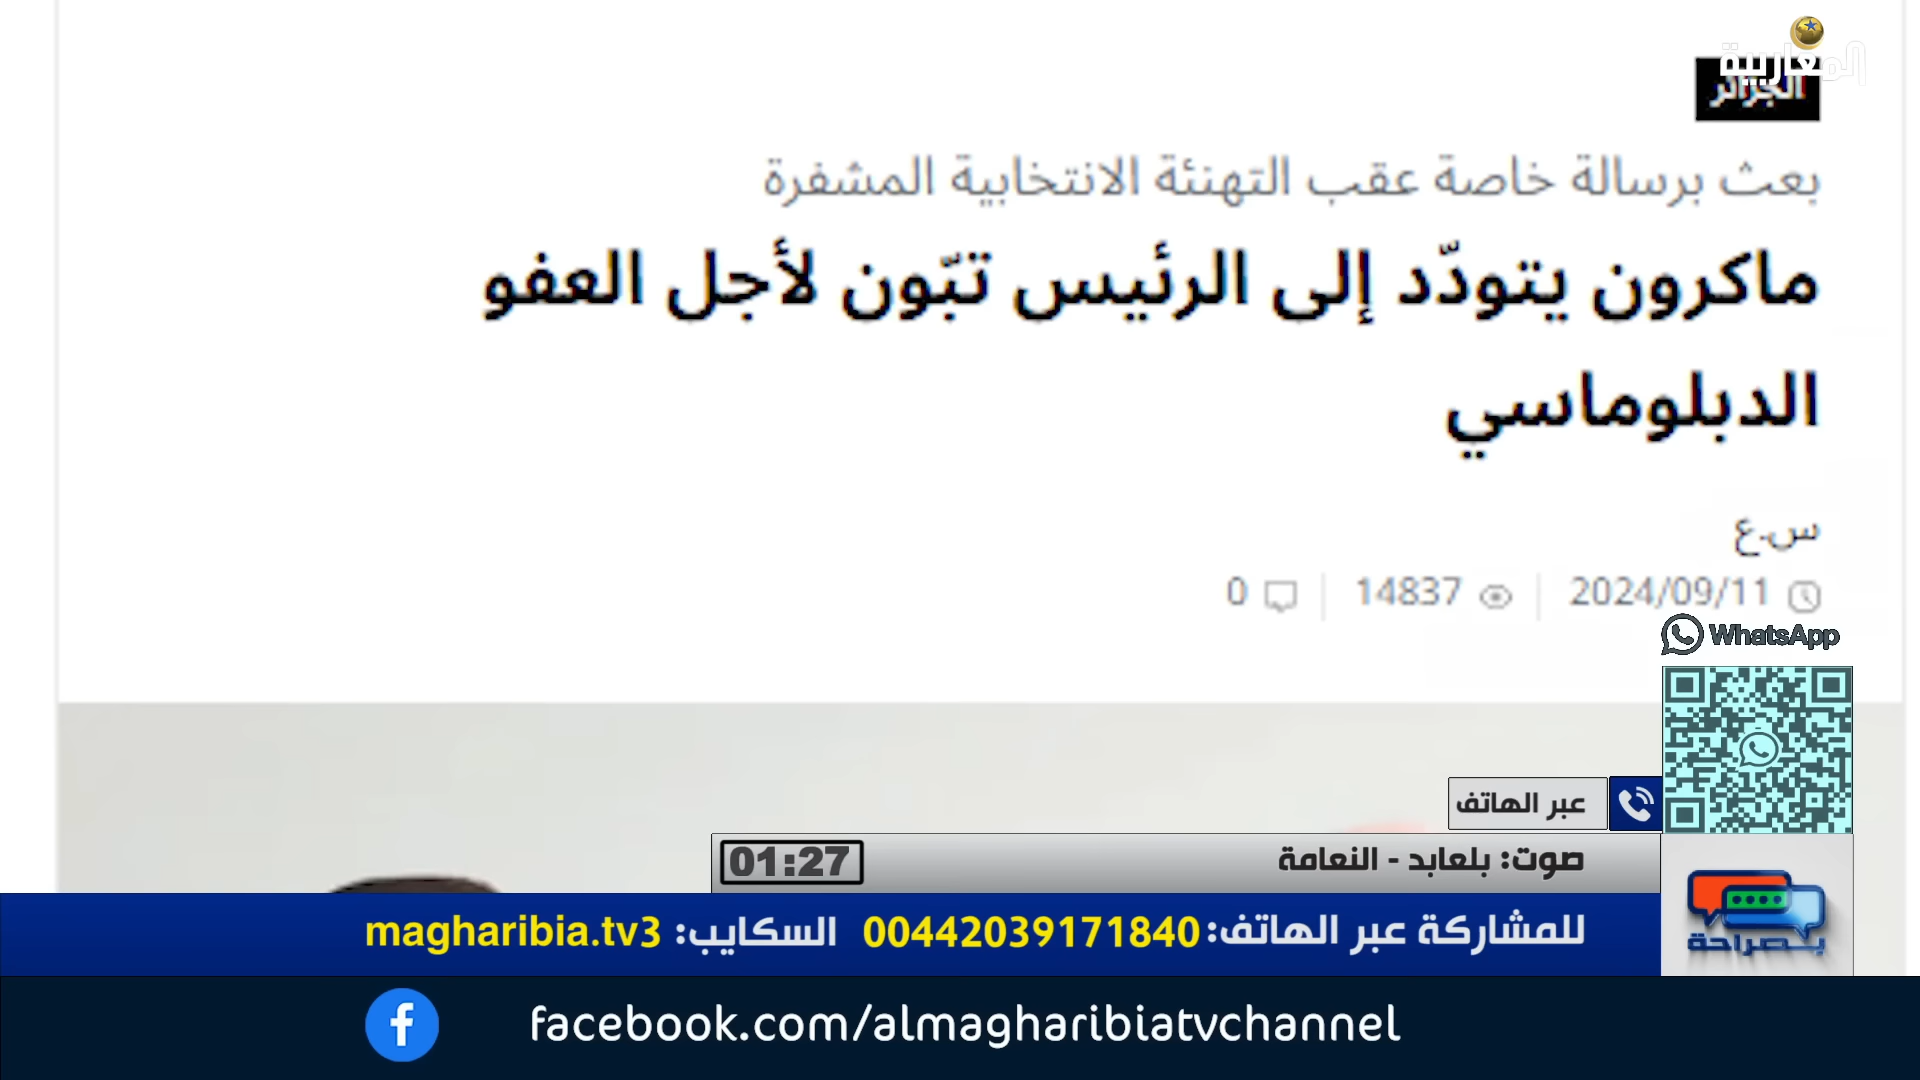 المغاربية
الجزائر
بعث برسالة خاصة عقب التهنئة الانتخابية المشفرة
ماكرون يتودّد إلى الرئيس تبّون لأجل العفو
الدبلوماسي
س.ع
2024/09/11 14837 0
WhatsApp
عبر الهاتف
صوت: بلعابد - النعامة
01:27
للمشاركة عبر الهاتف: 00442039171840 السكايب: magharibia.tv3
بصراحة
facebook.com/almagharibiatvchannel